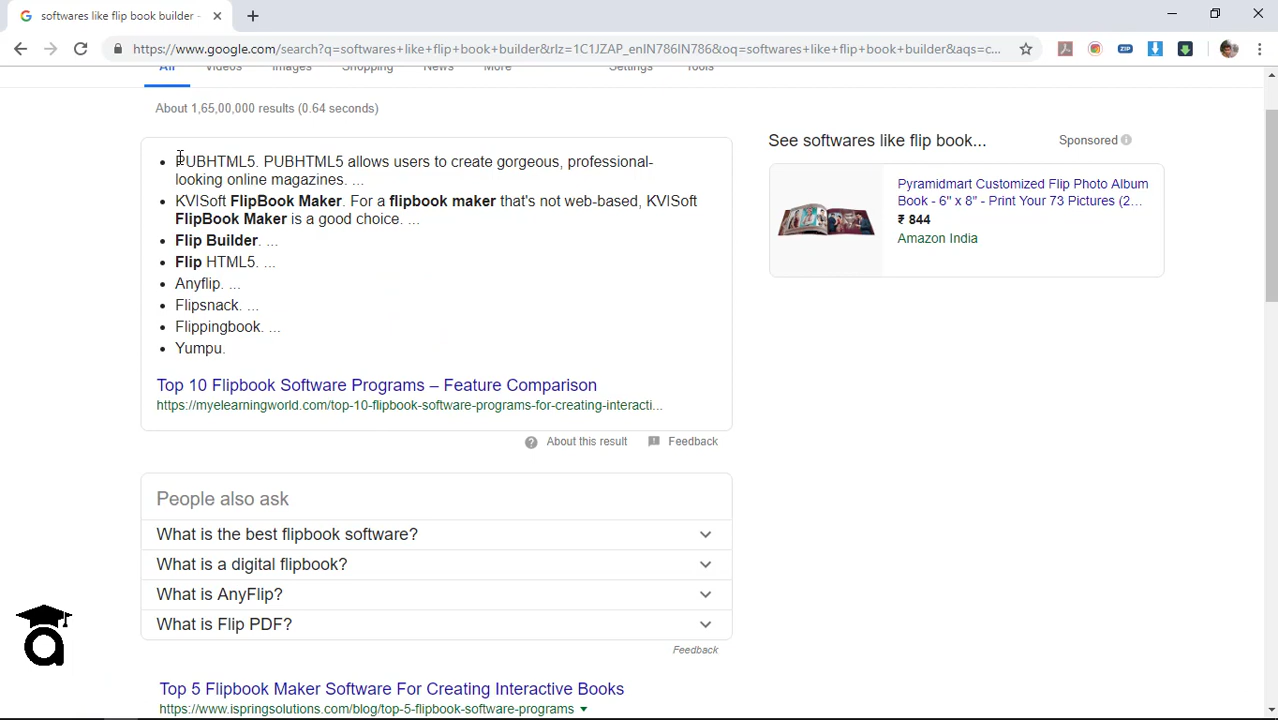 softwares like flip book builder -
https://www.google.com/search?q=softwares+like+flip+book+builder&rlz=1C1JZAP_enIN786IN786&oq=softwares+like+flip+book+builder&aqs=c...
ZIP
All
Videos
Images
Shopping
News
More
Settings
Tools
About 1,65,00,000 results (0.64 seconds)
PUBHTML5. PUBHTML5 allows users to create gorgeous, professional-
looking online magazines. ...
KVISoft FlipBook Maker. For a flipbook maker that's not web-based, KVISoft
FlipBook Maker is a good choice. ...
Flip Builder. ...
Flip HTML5. ...
Anyflip. ...
Flipsnack. ...
Flippingbook. ...
Yumpu.
Top 10 Flipbook Software Programs – Feature Comparison
https://myelearningworld.com/top-10-flipbook-software-programs-for-creating-interacti...
About this result
Feedback
See softwares like flip book...
Sponsored
Pyramidmart Customized Flip Photo Album
Book - 6" x 8" - Print Your 73 Pictures (2...
₹ 844
Amazon India
People also ask
What is the best flipbook software?
What is a digital flipbook?
What is AnyFlip?
What is Flip PDF?
Feedback
Top 5 Flipbook Maker Software For Creating Interactive Books
https://www.ispringsolutions.com/blog/top-5-flipbook-software-programs